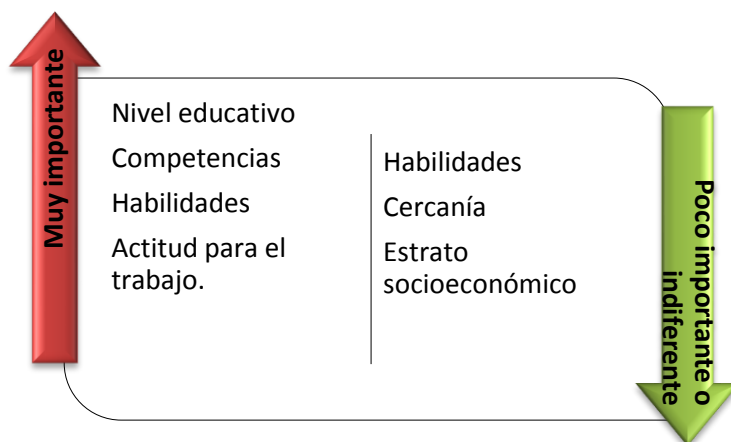 Muy importante
Nivel educativo
Competencias
Habilidades
Actitud para el
trabajo.
Habilidades
Cercanía
Estrato
socioeconómico
Poco importante o
indiferente